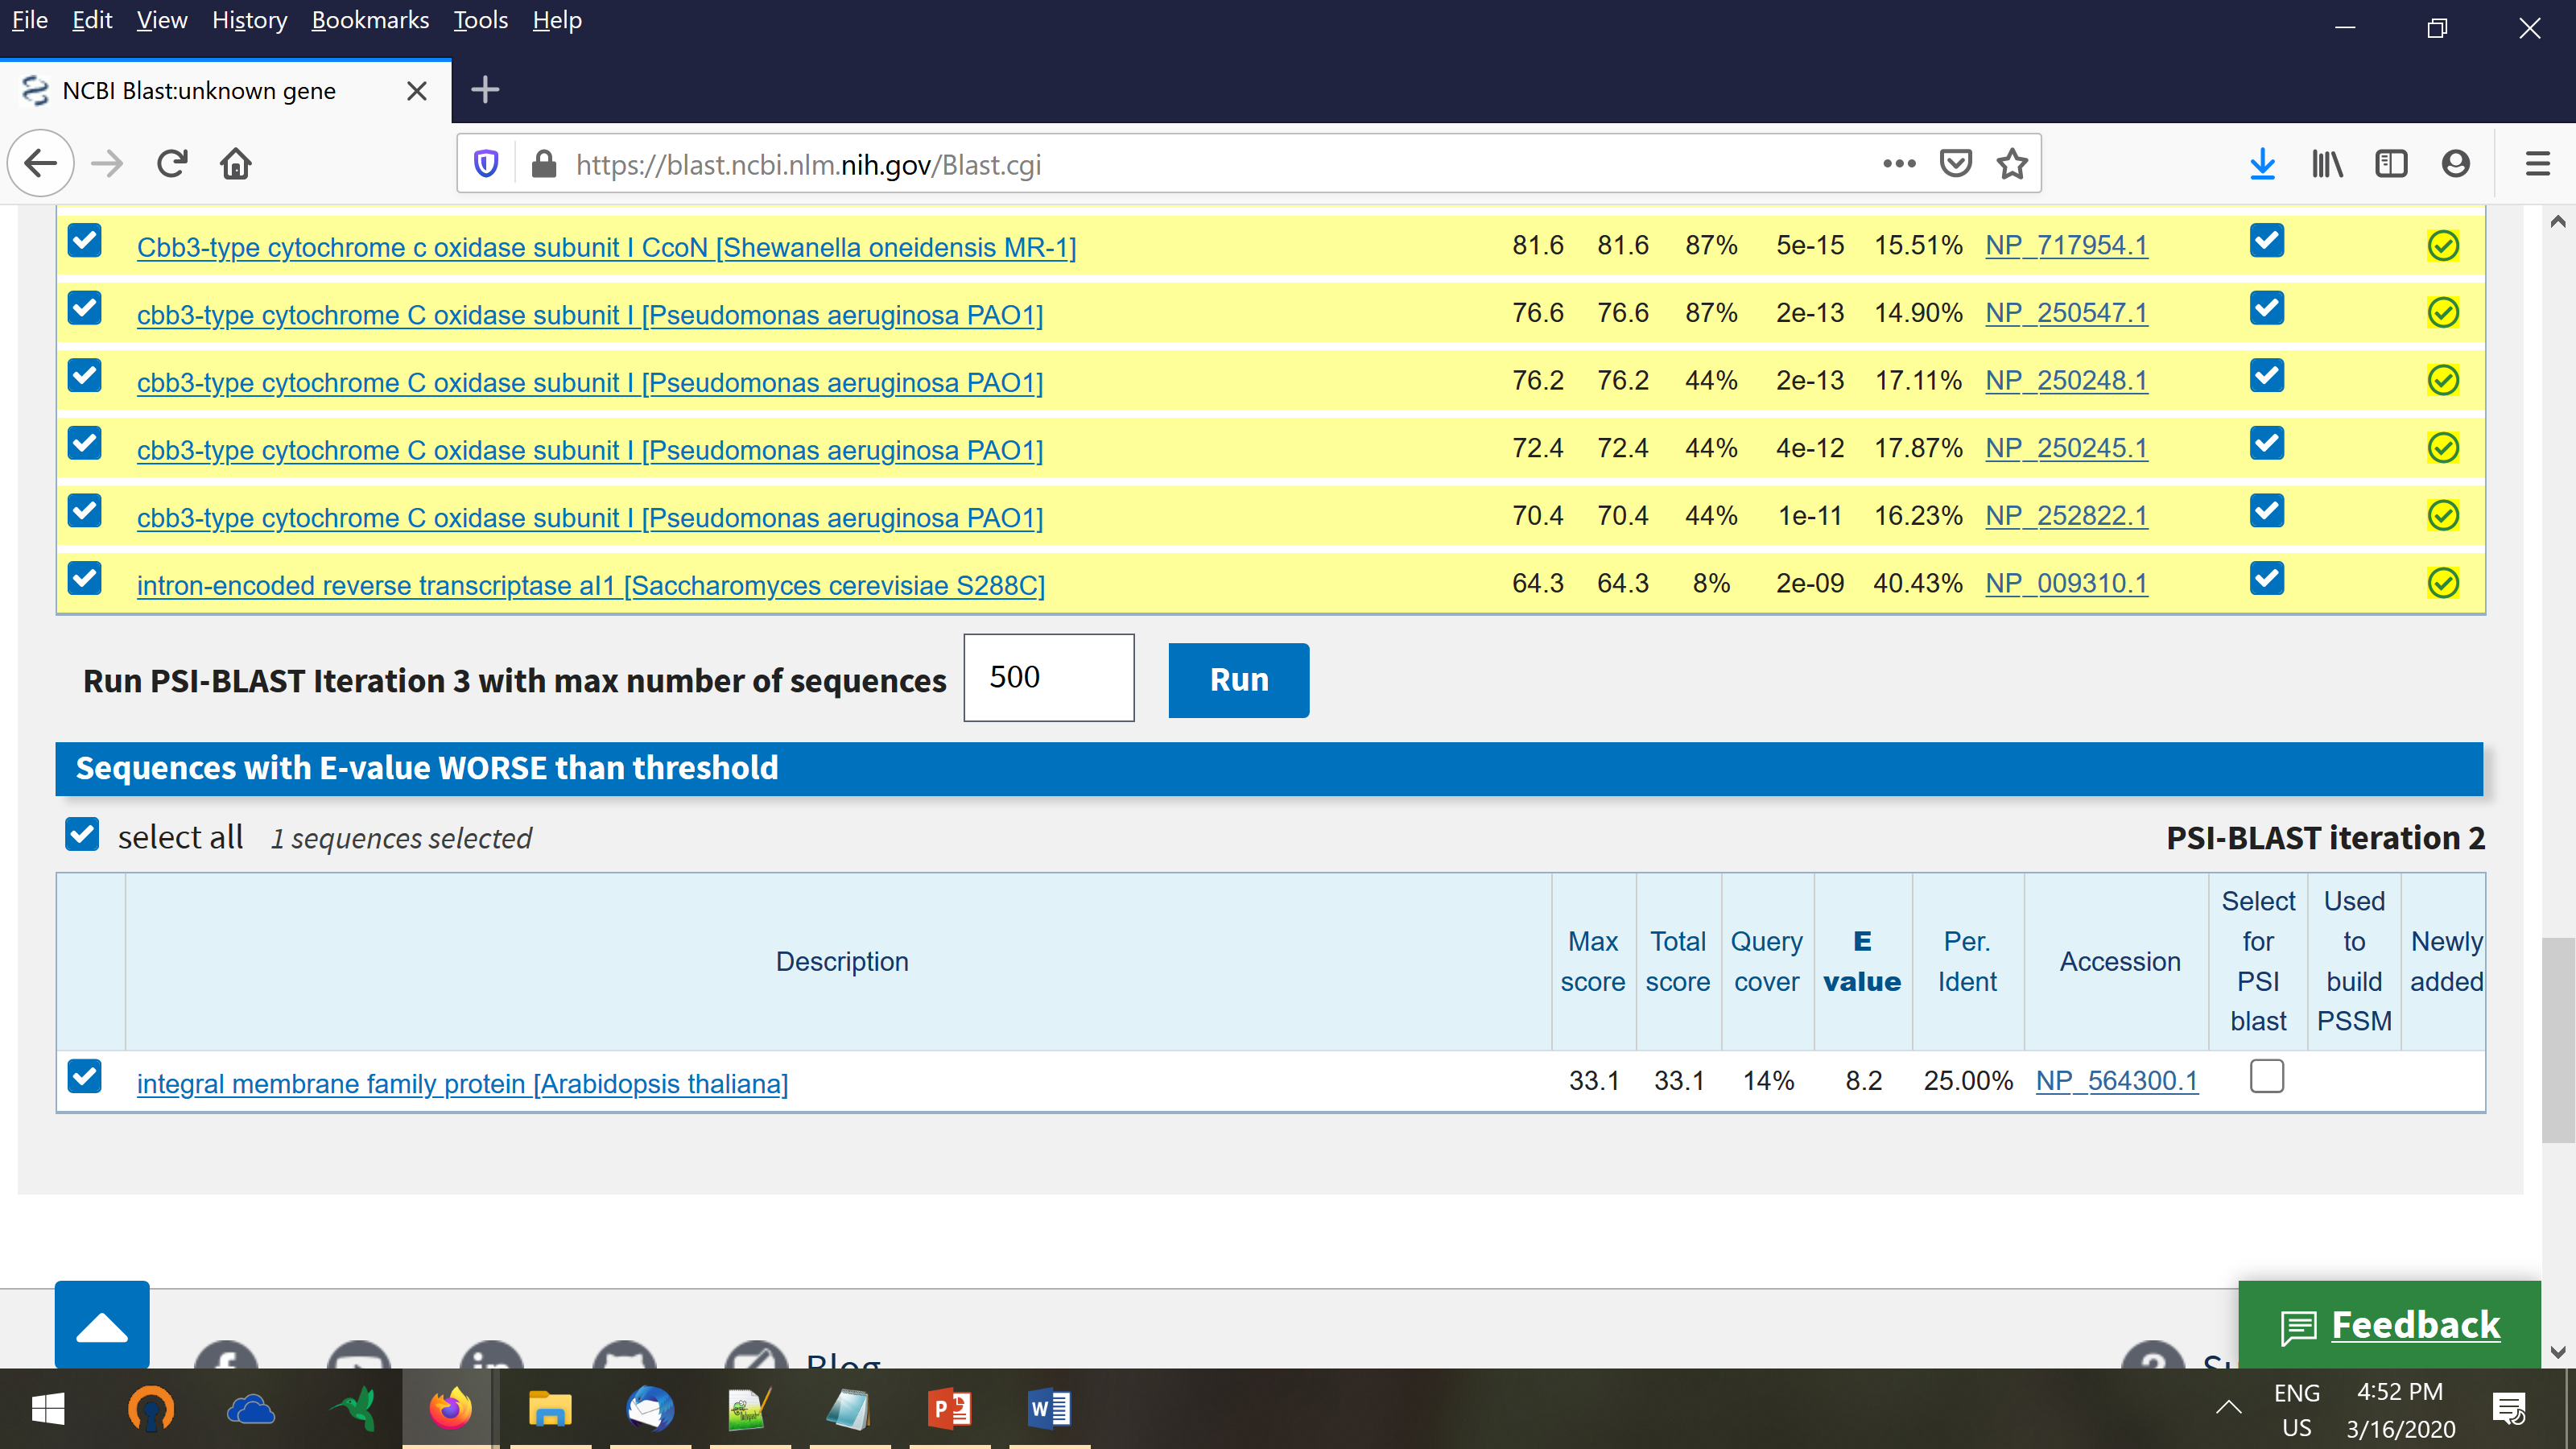 File Edit View History Bookmarks Tools Help
NCBI Blast:unknown gene
https://blast.ncbi.nlm.nih.gov/Blast.cgi
Cbb3-type cytochrome c oxidase subunit I CcoN [Shewanella oneidensis MR-1] 81.6 81.6 87% 5e-15 15.51% NP_717954.1
cbb3-type cytochrome C oxidase subunit I [Pseudomonas aeruginosa PAO1] 76.6 76.6 87% 2e-13 14.90% NP_250547.1
cbb3-type cytochrome C oxidase subunit I [Pseudomonas aeruginosa PAO1] 76.2 76.2 44% 2e-13 17.11% NP_250248.1
cbb3-type cytochrome C oxidase subunit I [Pseudomonas aeruginosa PAO1] 72.4 72.4 44% 4e-12 17.87% NP_250245.1
cbb3-type cytochrome C oxidase subunit I [Pseudomonas aeruginosa PAO1] 70.4 70.4 44% 1e-11 16.23% NP_252822.1
intron-encoded reverse transcriptase aI1 [Saccharomyces cerevisiae S288C] 64.3 64.3 8% 2e-09 40.43% NP_009310.1
Run PSI-BLAST Iteration 3 with max number of sequences 500 Run
Sequences with E-value WORSE than threshold
select all 1 sequences selected PSI-BLAST iteration 2
Description
Max
score
Total
score
Query
cover
E
value
Per.
Ident
Accession
Select
for
PSI
blast
Used
to
build
PSSM
Newly
added
integral membrane family protein [Arabidopsis thaliana] 33.1 33.1 14% 8.2 25.00% NP_564300.1
Feedback
Blog
ENG
US
4:52 PM
3/16/2020